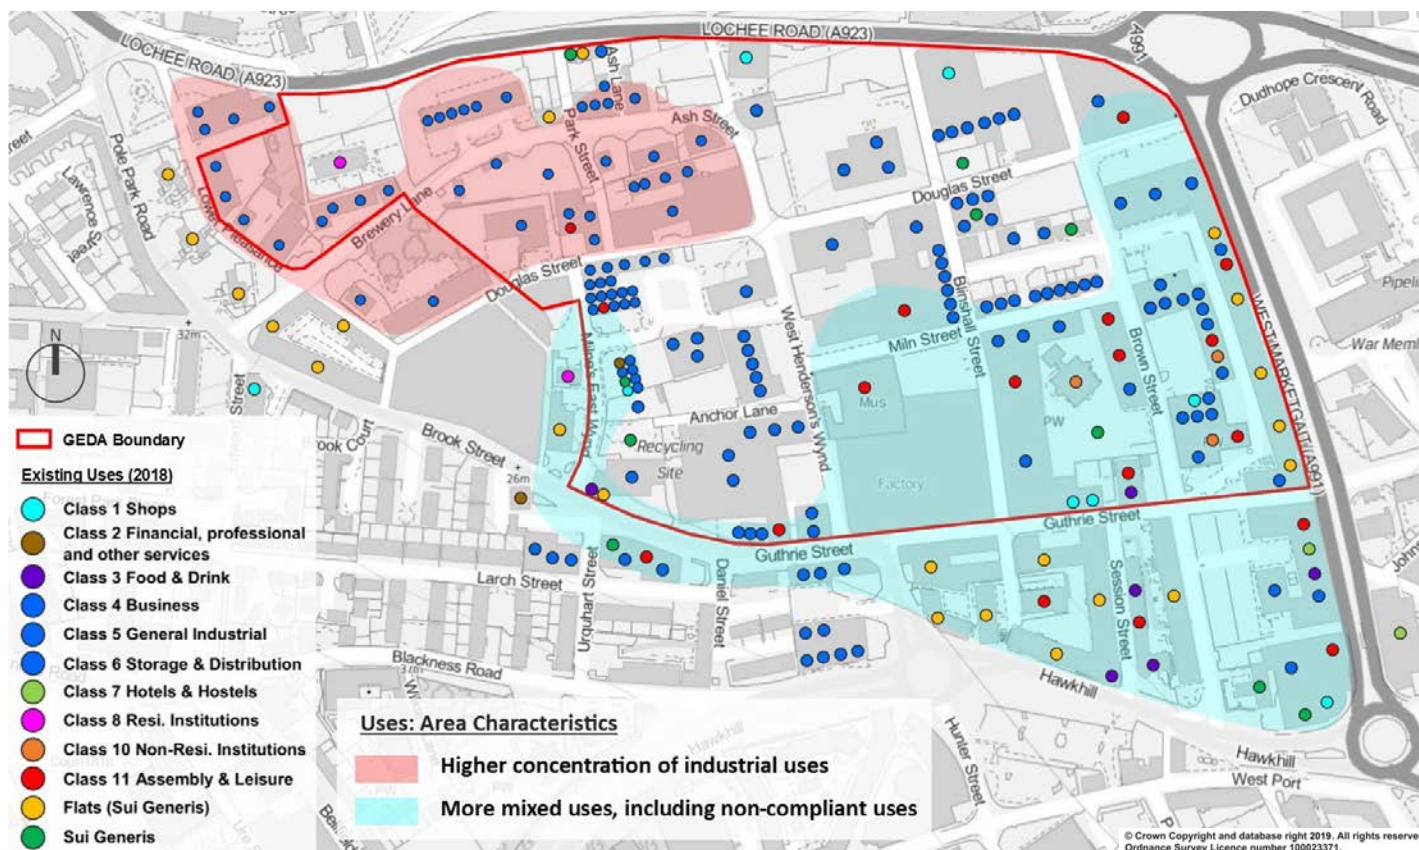 LOCHEE ROAD (A923)
LOCHEE ROAD (A923)
A991
Dudhope Crescent Road
Ash Lane
Park Street
Ash Street
Pole Park Road
Lawrence Street
Lower Pleasance
Brewery Lane
Douglas Street
Douglas Street
32m
N
Street
Milne's East Wynd
West Henderson's Wynd
Blinshall Street
Miln Street
Brown Street
WEST MARKETGAIT (A991)
Pipelin
War Mem
Mus
PW
Anchor Lane
Recycling
Site
Factory
Brook Court
Brook Street
26m
Guthrie Street
Guthrie Street
Larch Street
Urquhart Street
Daniel Street
Session Street
Blackness Road
37m
Hawkhill
Hawkhill
Hunter Street
Hawkhill
West Port
GEDA Boundary
Existing Uses (2018)
Class 1 Shops
Class 2 Financial, professional
and other services
Class 3 Food & Drink
Class 4 Business
Class 5 General Industrial
Class 6 Storage & Distribution
Class 7 Hotels & Hostels
Class 8 Resi. Institutions
Class 10 Non-Resi. Institutions
Class 11 Assembly & Leisure
Flats (Sui Generis)
Sui Generis
Uses: Area Characteristics
Higher concentration of industrial uses
More mixed uses, including non-compliant uses
© Crown Copyright and database right 2019. All rights reserve
Ordnance Survey Licence number 100023371.